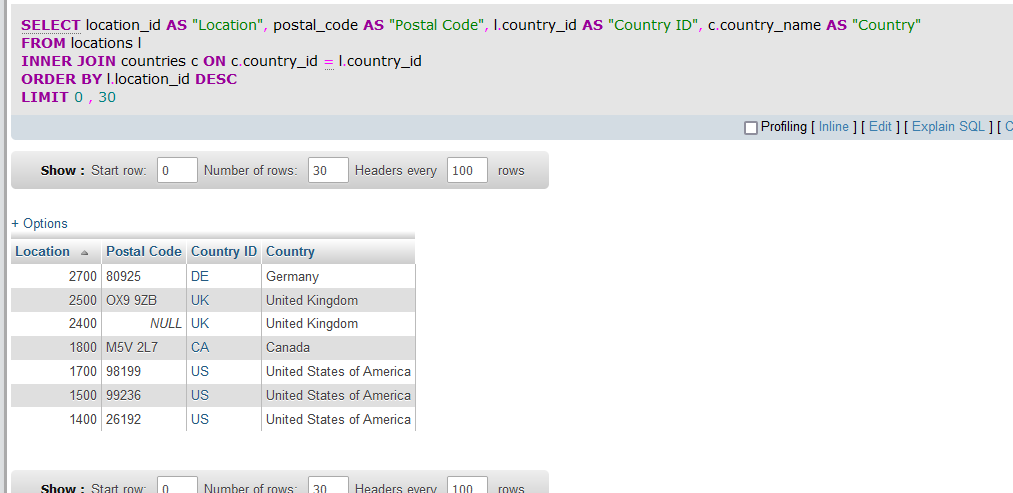 SELECT location_id AS "Location", postal_code AS "Postal Code", l.country_id AS "Country ID", c.country_name AS "Country"
FROM locations l
INNER JOIN countries c ON c.country_id = l.country_id
ORDER BY l.location_id DESC
LIMIT 0 , 30
Profiling [ Inline ] [ Edit ] [ Explain SQL ] [ C
Show : Start row: 0 Number of rows: 30 Headers every 100 rows
+ Options
Location Postal Code Country ID Country
2700 80925 DE Germany
2500 OX9 9ZB UK United Kingdom
2400 NULL UK United Kingdom
1800 M5V 2L7 CA Canada
1700 98199 US United States of America
1500 99236 US United States of America
1400 26192 US United States of America
Show : Start row: 0 Number of rows: 30 Headers every 100 rows